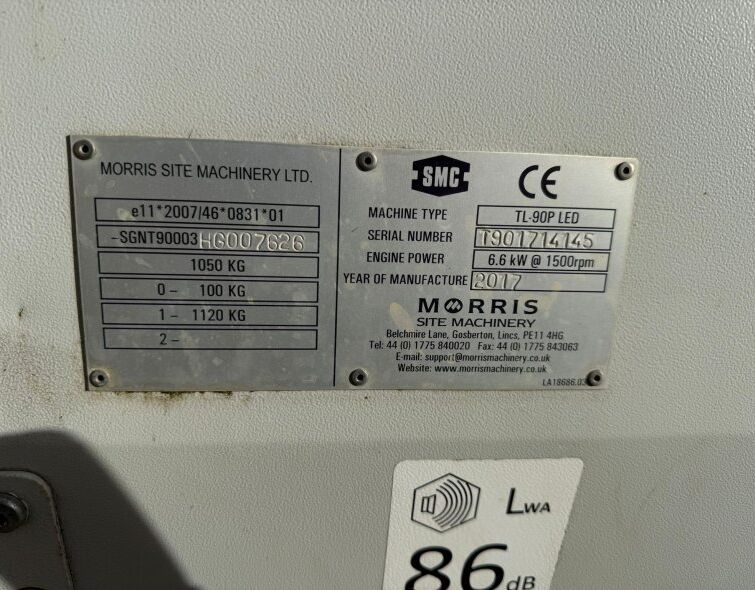 MORRIS SITE MACHINERY LTD.
e11*2007/46*0831*01
-SGNT90003HG007626
1050 KG
0 - 100 KG
1 - 1120 KG
2 -
SMC CE
MACHINE TYPE TL-90P LED
SERIAL NUMBER T901714145
ENGINE POWER 6.6 kW @ 1500rpm
YEAR OF MANUFACTURE 2017
MORRIS
SITE MACHINERY
Belchmire Lane, Gosberton, Lincs, PE11 4HG
Tel: 44 (0) 1775 840020 Fax: 44 (0) 1775 843063
E-mail: support@morrismachinery.co.uk
Website: www.morrismachinery.co.uk
LA18686.03
LWA
86dB